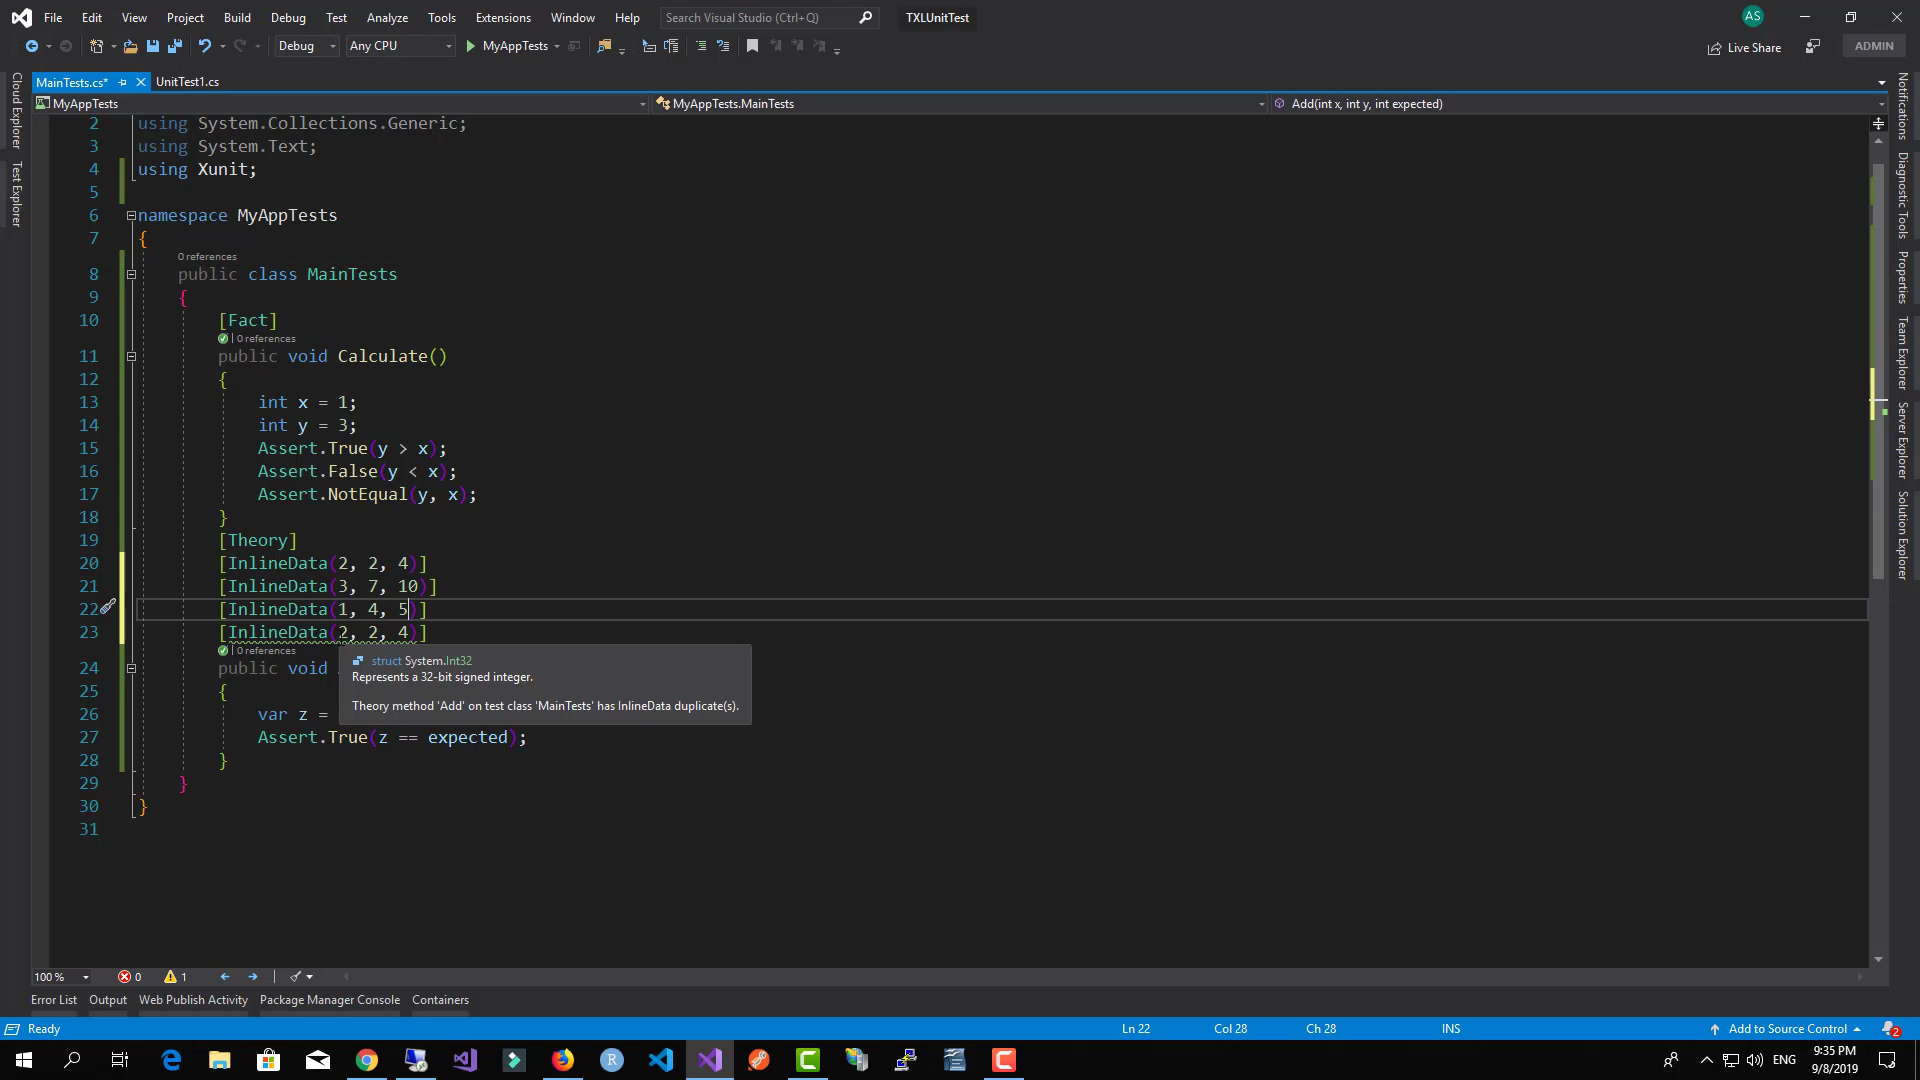 File Edit View Project Build Debug Test Analyze Tools Extensions Window Help Search Visual Studio (Ctrl+Q) TXLUnitTest AS
Debug Any CPU MyAppTests Live Share ADMIN
MainTests.cs* UnitTest1.cs
MyAppTests MyAppTests.MainTests Add(int x, int y, int expected)
Cloud Explorer
Test Explorer
2 using System.Collections.Generic;
3 using System.Text;
4 using Xunit;
5
6 namespace MyAppTests
7 {
0 references
8 public class MainTests
9 {
10 [Fact]
0 references
11 public void Calculate()
12 {
13 int x = 1;
14 int y = 3;
15 Assert.True(y > x);
16 Assert.False(y < x);
17 Assert.NotEqual(y, x);
18 }
19 [Theory]
20 [InlineData(2, 2, 4)]
21 [InlineData(3, 7, 10)]
22 [InlineData(1, 4, 5)]
23 [InlineData(2, 2, 4)]
0 references
24 public void
25 {
26 var z =
27 Assert.True(z == expected);
28 }
29 }
30 }
31
struct System.Int32
Represents a 32-bit signed integer.
Theory method 'Add' on test class 'MainTests' has InlineData duplicate(s).
Notifications
Diagnostic Tools
Properties
Team Explorer
Server Explorer
Solution Explorer
100 % 0 1
Error List Output Web Publish Activity Package Manager Console Containers
Ready Ln 22 Col 28 Ch 28 INS Add to Source Control 2
R ENG 9:35 PM
9/8/2019